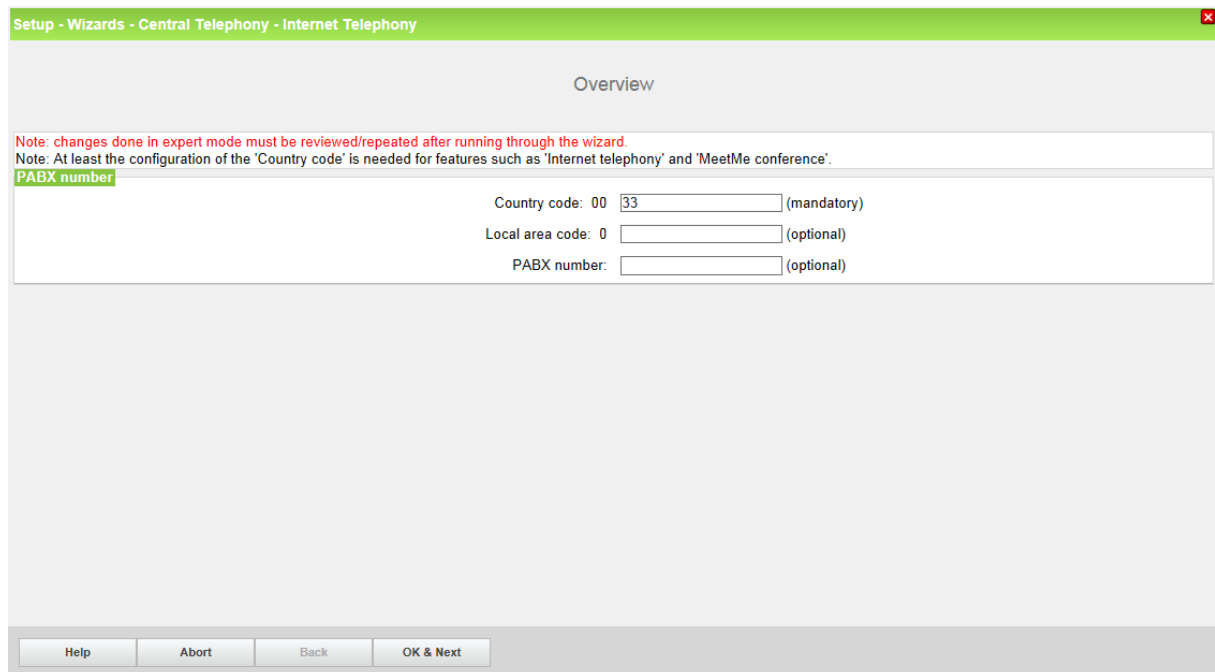 Setup - Wizards - Central Telephony - Internet Telephony
Overview
Note: changes done in expert mode must be reviewed/repeated after running through the wizard.
Note: At least the configuration of the 'Country code' is needed for features such as 'Internet telephony' and 'MeetMe conference'.
PABX number
Country code: 00 33 (mandatory)
Local area code: 0 (optional)
PABX number: (optional)
Help Abort Back OK & Next